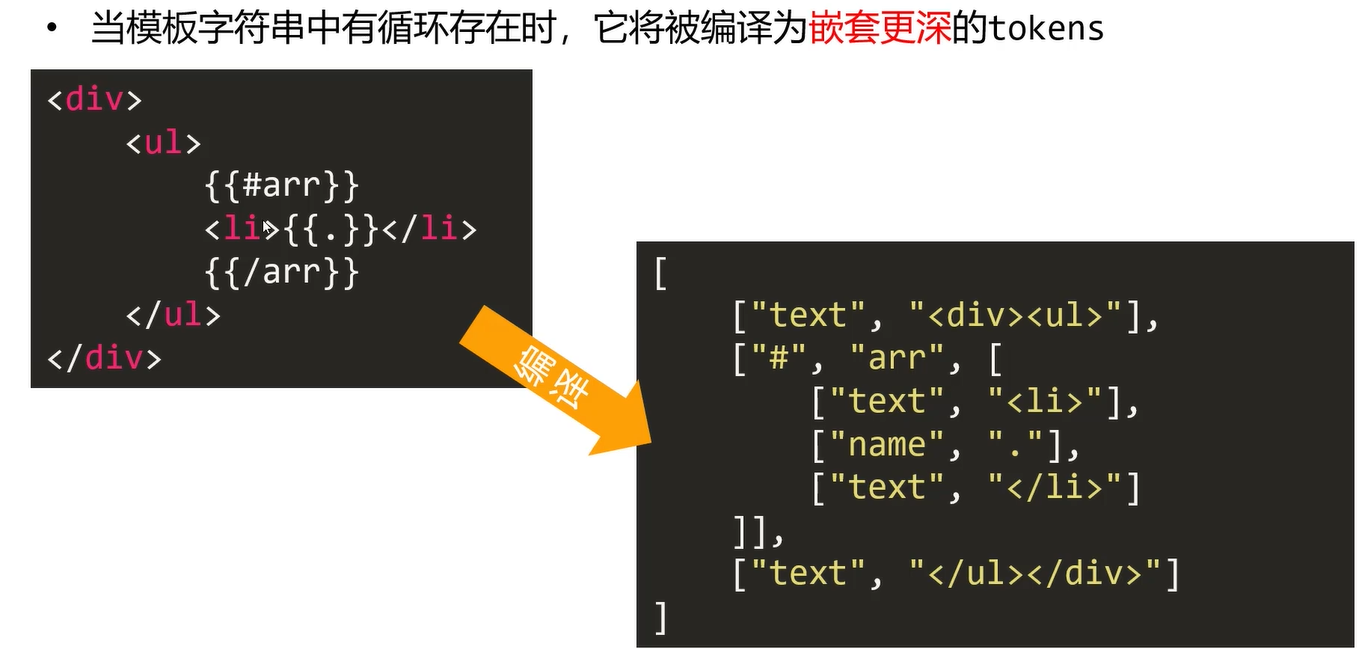 • 当模板字符串中有循环存在时，它将被编译为嵌套更深的tokens
<div>
    <ul>
        {{#arr}}
        <li>{{.}}</li>
        {{/arr}}
    </ul>
</div>
编译
[
    ["text", "<div><ul>"],
    ["#", "arr", [
        ["text", "<li>"],
        ["name", "."],
        ["text", "</li>"]
    ]],
    ["text", "</ul></div>"]
]